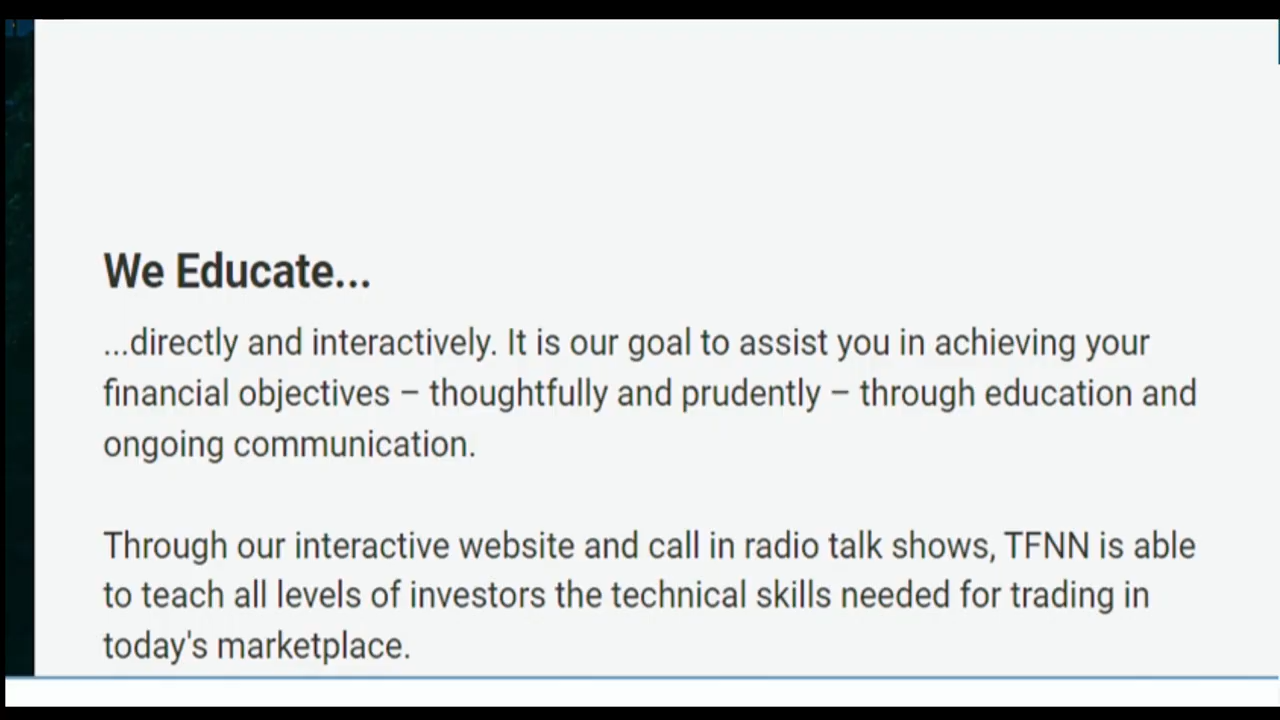 We Educate...
...directly and interactively. It is our goal to assist you in achieving your
financial objectives – thoughtfully and prudently – through education and
ongoing communication.
Through our interactive website and call in radio talk shows, TFNN is able
to teach all levels of investors the technical skills needed for trading in
today's marketplace.